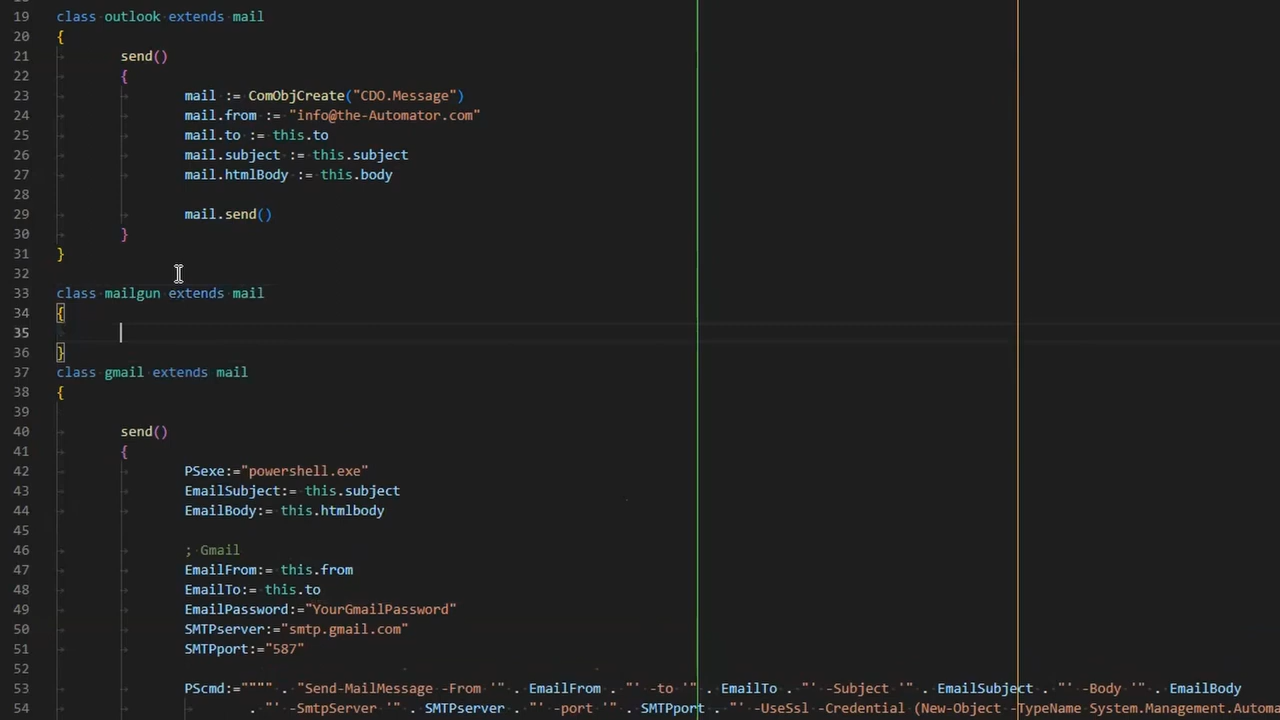 19 class outlook extends mail
20 {
21 send()
22 {
23 mail := ComObjCreate("CDO.Message")
24 mail.from := "info@the-Automator.com"
25 mail.to := this.to
26 mail.subject := this.subject
27 mail.htmlBody := this.body
28
29 mail.send()
30 }
31 }
32
33 class mailgun extends mail
34 {
35
36 }
37 class gmail extends mail
38 {
39
40 send()
41 {
42 PSexe:="powershell.exe"
43 EmailSubject:= this.subject
44 EmailBody:= this.htmlbody
45
46 ; Gmail
47 EmailFrom:= this.from
48 EmailTo:= this.to
49 EmailPassword:="YourGmailPassword"
50 SMTPserver:="smtp.gmail.com"
51 SMTPport:="587"
52
53 PScmd:="""" . "Send-MailMessage -From '" . EmailFrom . "' -to '" . EmailTo . "' -Subject '" . EmailSubject . "' -Body '" . EmailBody
54 . "' -SmtpServer '" . SMTPserver . "' -port '" . SMTPport . "' -UseSsl -Credential (New-Object -TypeName System.Management.Automa